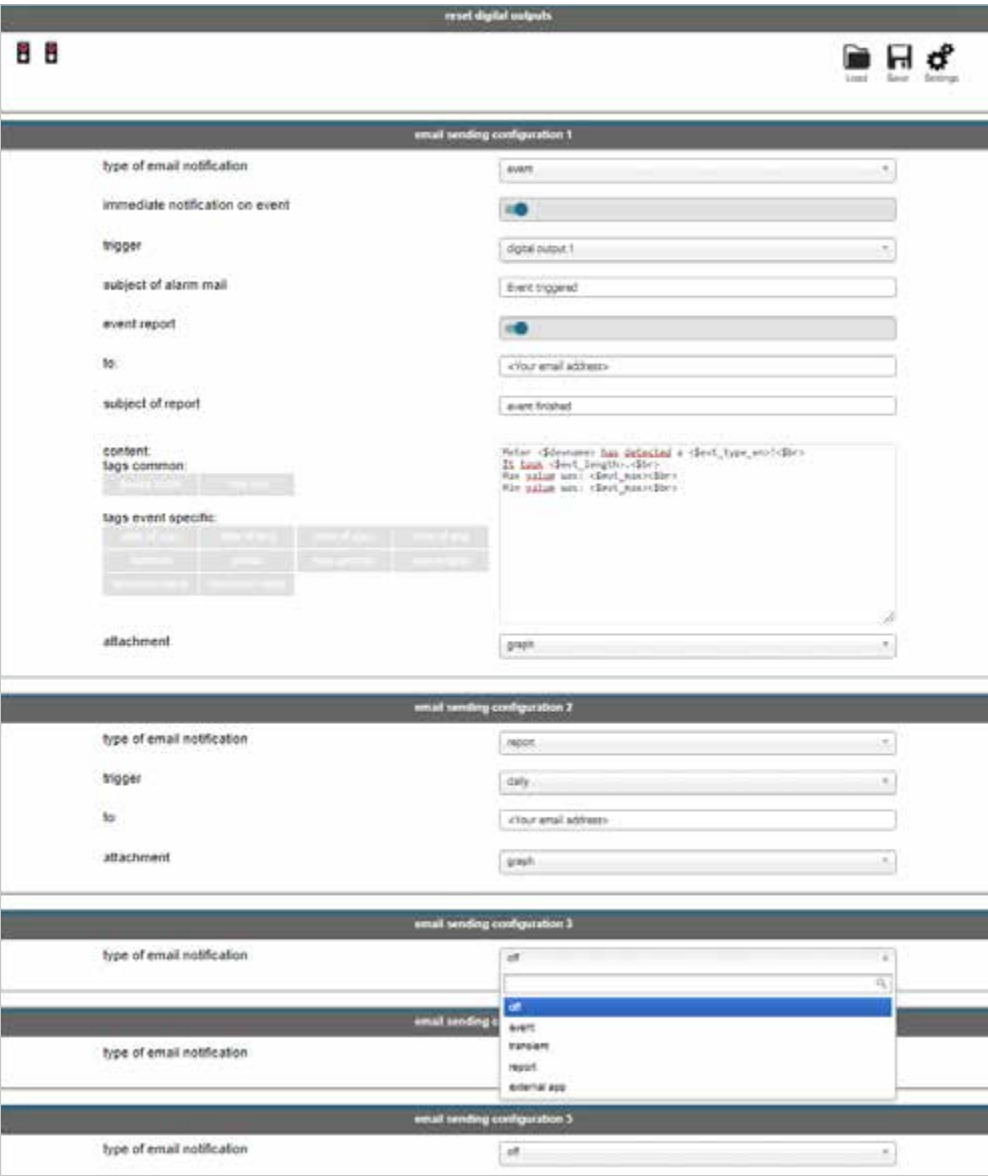 reset digital outputs
Load Save Settings
email sending configuration 1
type of email notification
event
immediate notification on event
trigger
digital output 1
subject of alarm mail
Event triggered
event report
to:
<Your email address>
subject of report
event finished
content:
tags common:
tags event specific:
Meter <$devname> has detected a <$evt_type_en>!<$br>
It took <$evt_length>.<$br>
Max value was: <$evt_max><$br>
Min value was: <$evt_max><$br>
attachment
graph
email sending configuration 2
type of email notification
report
trigger
daily
to:
<Your email address>
attachment
graph
email sending configuration 3
type of email notification
off
off
event
transient
report
external app
email sending c
type of email notification
email sending configuration 5
type of email notification
off